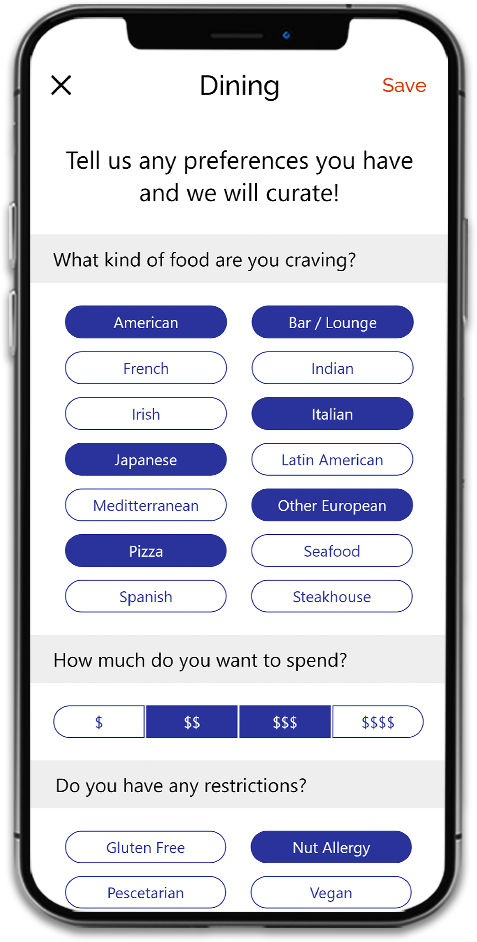 Dining
Save
Tell us any preferences you have
and we will curate!
What kind of food are you craving?
American
Bar / Lounge
French
Indian
Irish
Italian
Japanese
Latin American
Meditterranean
Other European
Pizza
Seafood
Spanish
Steakhouse
How much do you want to spend?
$
$$
$$$
$$$$
Do you have any restrictions?
Gluten Free
Nut Allergy
Pescetarian
Vegan